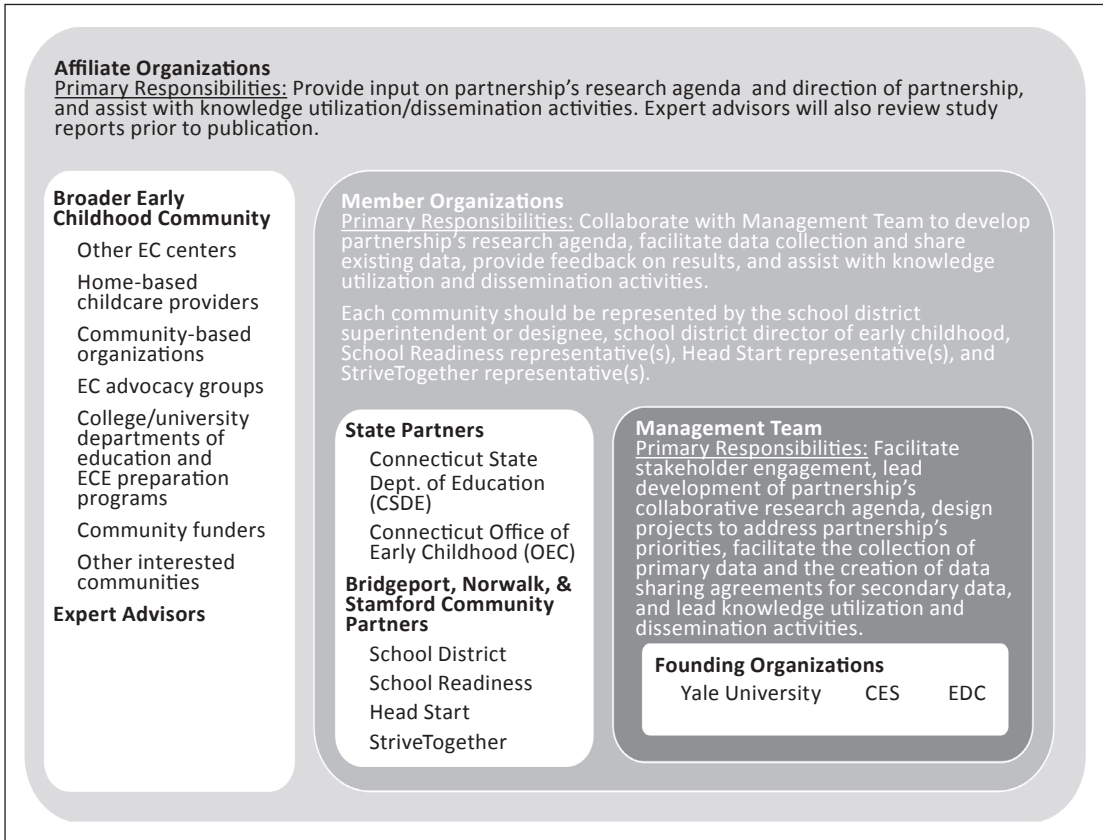 Affiliate Organizations
Primary Responsibilities: Provide input on partnership's research agenda and direction of partnership,
and assist with knowledge utilization/dissemination activities. Expert advisors will also review study
reports prior to publication.
Broader Early
Childhood Community
Other EC centers
Home-based
childcare providers
Community-based
organizations
EC advocacy groups
College/university
departments of
education and
ECE preparation
programs
Community funders
Other interested
communities
Expert Advisors
Member Organizations
Primary Responsibilities: Collaborate with Management Team to develop
partnership's research agenda, facilitate data collection and share
existing data, provide feedback on results, and assist with knowledge
utilization and dissemination activities.
Each community should be represented by the school district
superintendent or designee, school district director of early childhood,
School Readiness representative(s), Head Start representative(s), and
StriveTogether representative(s).
State Partners
Connecticut State
Dept. of Education
(CSDE)
Connecticut Office of
Early Childhood (OEC)
Bridgeport, Norwalk, &
Stamford Community
Partners
School District
School Readiness
Head Start
StriveTogether
Management Team
Primary Responsibilities: Facilitate
stakeholder engagement, lead
development of partnership's
collaborative research agenda, design
projects to address partnership's
priorities, facilitate the collection of
primary data and the creation of data
sharing agreements for secondary data,
and lead knowledge utilization and
dissemination activities.
Founding Organizations
Yale University CES EDC